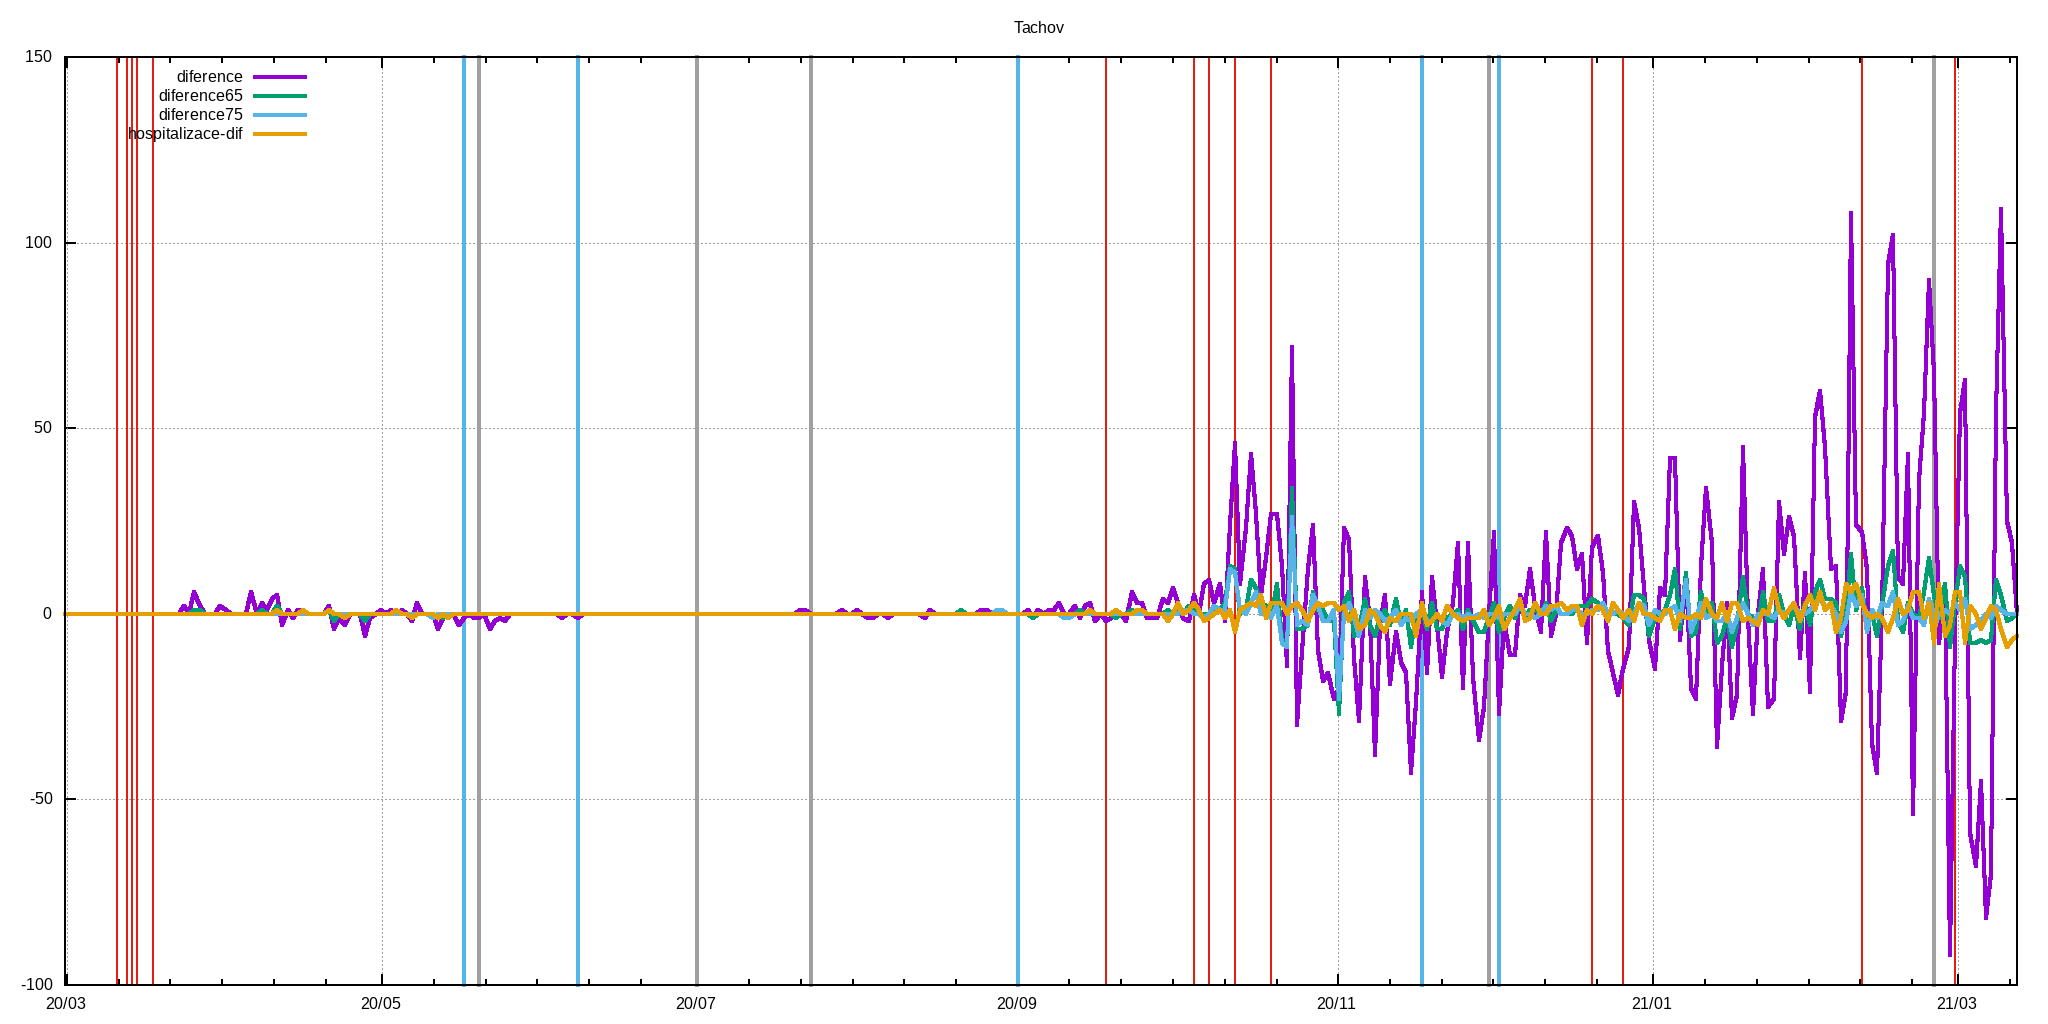 Tachov
150
diference
diference65
diference75
hospitalizace-dif
100
50
0
-50
-100
20/03 20/05 20/07 20/09 20/11 21/01 21/03